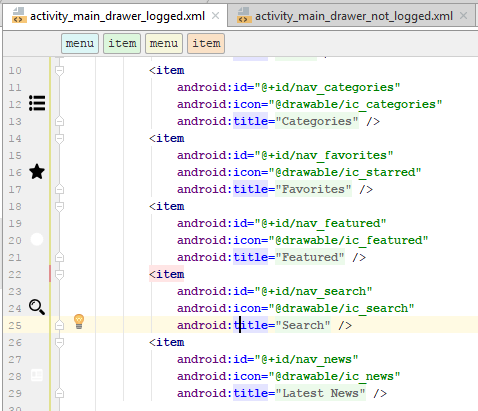 activity_main_drawer_logged.xml activity_main_drawer_not_logged.xml
menu item menu item
10 <item
11 android:id="@+id/nav_categories"
12 android:icon="@drawable/ic_categories"
13 android:title="Categories" />
14 <item
15 android:id="@+id/nav_favorites"
16 android:icon="@drawable/ic_starred"
17 android:title="Favorites" />
18 <item
19 android:id="@+id/nav_featured"
20 android:icon="@drawable/ic_featured"
21 android:title="Featured" />
22 <item
23 android:id="@+id/nav_search"
24 android:icon="@drawable/ic_search"
25 android:title="Search" />
26 <item
27 android:id="@+id/nav_news"
28 android:icon="@drawable/ic_news"
29 android:title="Latest News" />